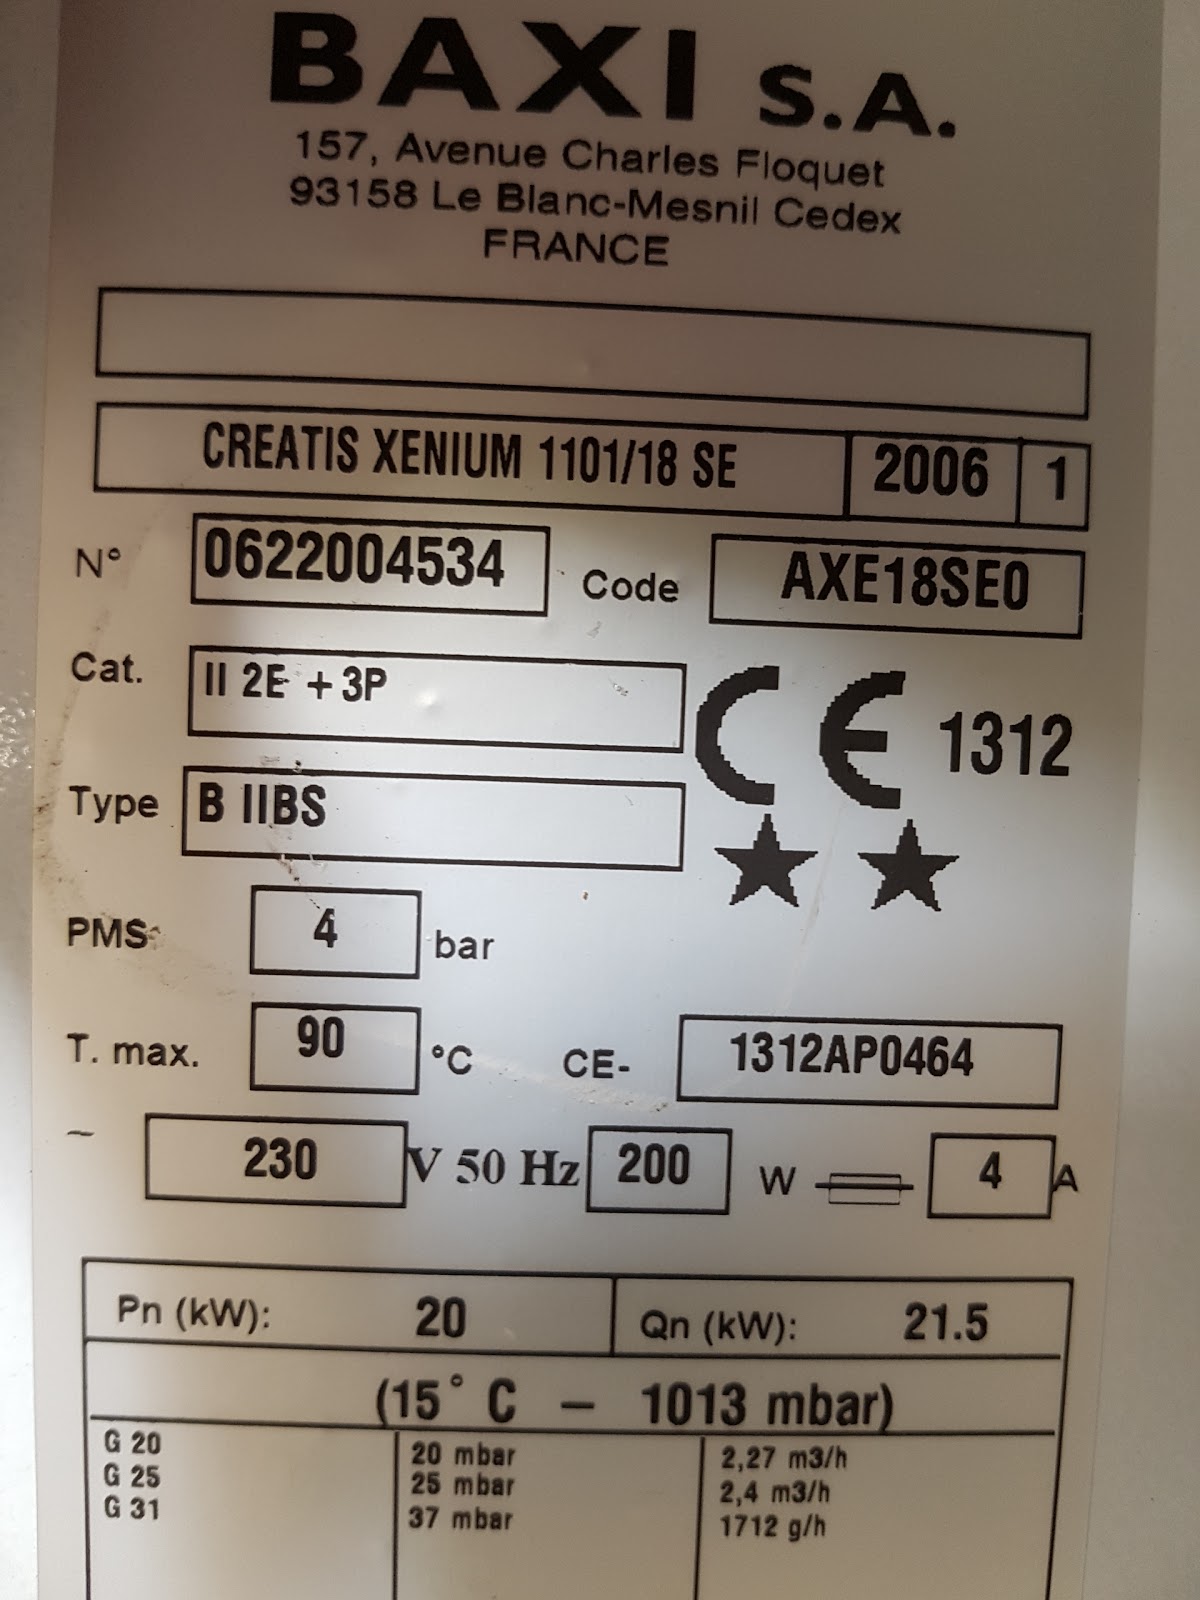 BAXI S.A.
157, Avenue Charles Floquet
93158 Le Blanc-Mesnil Cedex
FRANCE
CREATIS XENIUM 1101/18 SE 2006 1
N° 0622004534 Code AXE18SE0
Cat. II 2E + 3P CE 1312
Type B IIBS
PMS 4 bar
T. max. 90 °C CE- 1312AP0464
~ 230 V 50 Hz 200 W 4 A
Pn (kW): 20 Qn (kW): 21.5
(15° C – 1013 mbar)
G 20 20 mbar 2,27 m3/h
G 25 25 mbar 2,4 m3/h
G 31 37 mbar 1712 g/h